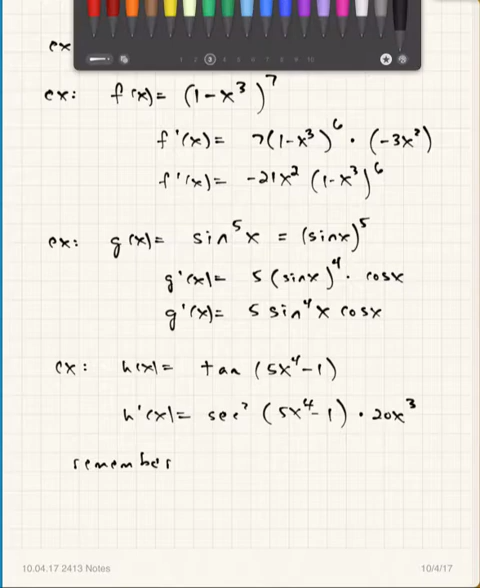 ex
ex: f(x) = (1-x³)⁷
f'(x) = 7(1-x³)⁶ · (-3x²)
f'(x) = -21x² (1-x³)⁶
ex: g(x) = sin⁵x = (sinx)⁵
g'(x) = 5(sinx)⁴ · cosx
g'(x) = 5 sin⁴x cosx
ex: h(x) = tan (5x⁴-1)
h'(x) = sec² (5x⁴-1) · 20x³
remember
10.04.17 2413 Notes 10/4/17